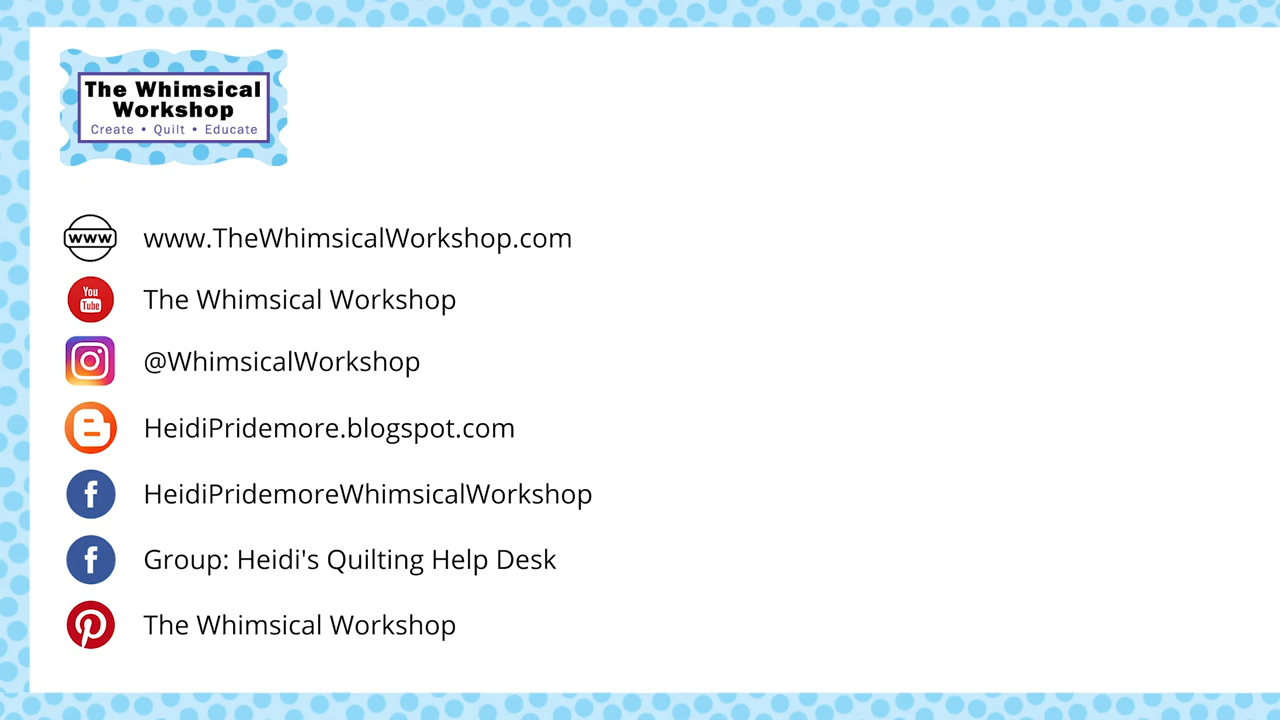 The Whimsical
Workshop
Create • Quilt • Educate
www
www.TheWhimsicalWorkshop.com
You
Tube
The Whimsical Workshop
@WhimsicalWorkshop
HeidiPridemore.blogspot.com
HeidiPridemoreWhimsicalWorkshop
Group: Heidi's Quilting Help Desk
The Whimsical Workshop